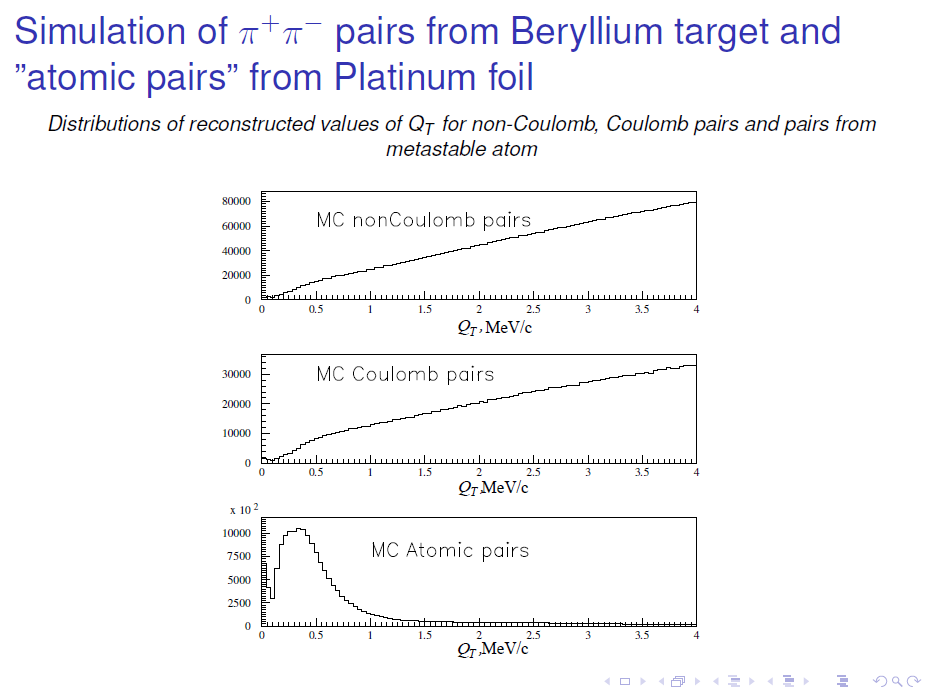 Simulation of π⁺π⁻ pairs from Beryllium target and
”atomic pairs” from Platinum foil
Distributions of reconstructed values of Q_T for non-Coulomb, Coulomb pairs and pairs from
metastable atom
80000
60000
40000
20000
0
MC nonCoulomb pairs
0 0.5 1 1.5 2 2.5 3 3.5 4
Q_T, MeV/c
30000
20000
10000
0
MC Coulomb pairs
0 0.5 1 1.5 2 2.5 3 3.5 4
Q_T, MeV/c
x 10²
10000
7500
5000
2500
0
MC Atomic pairs
0 0.5 1 1.5 2 2.5 3 3.5 4
Q_T, MeV/c